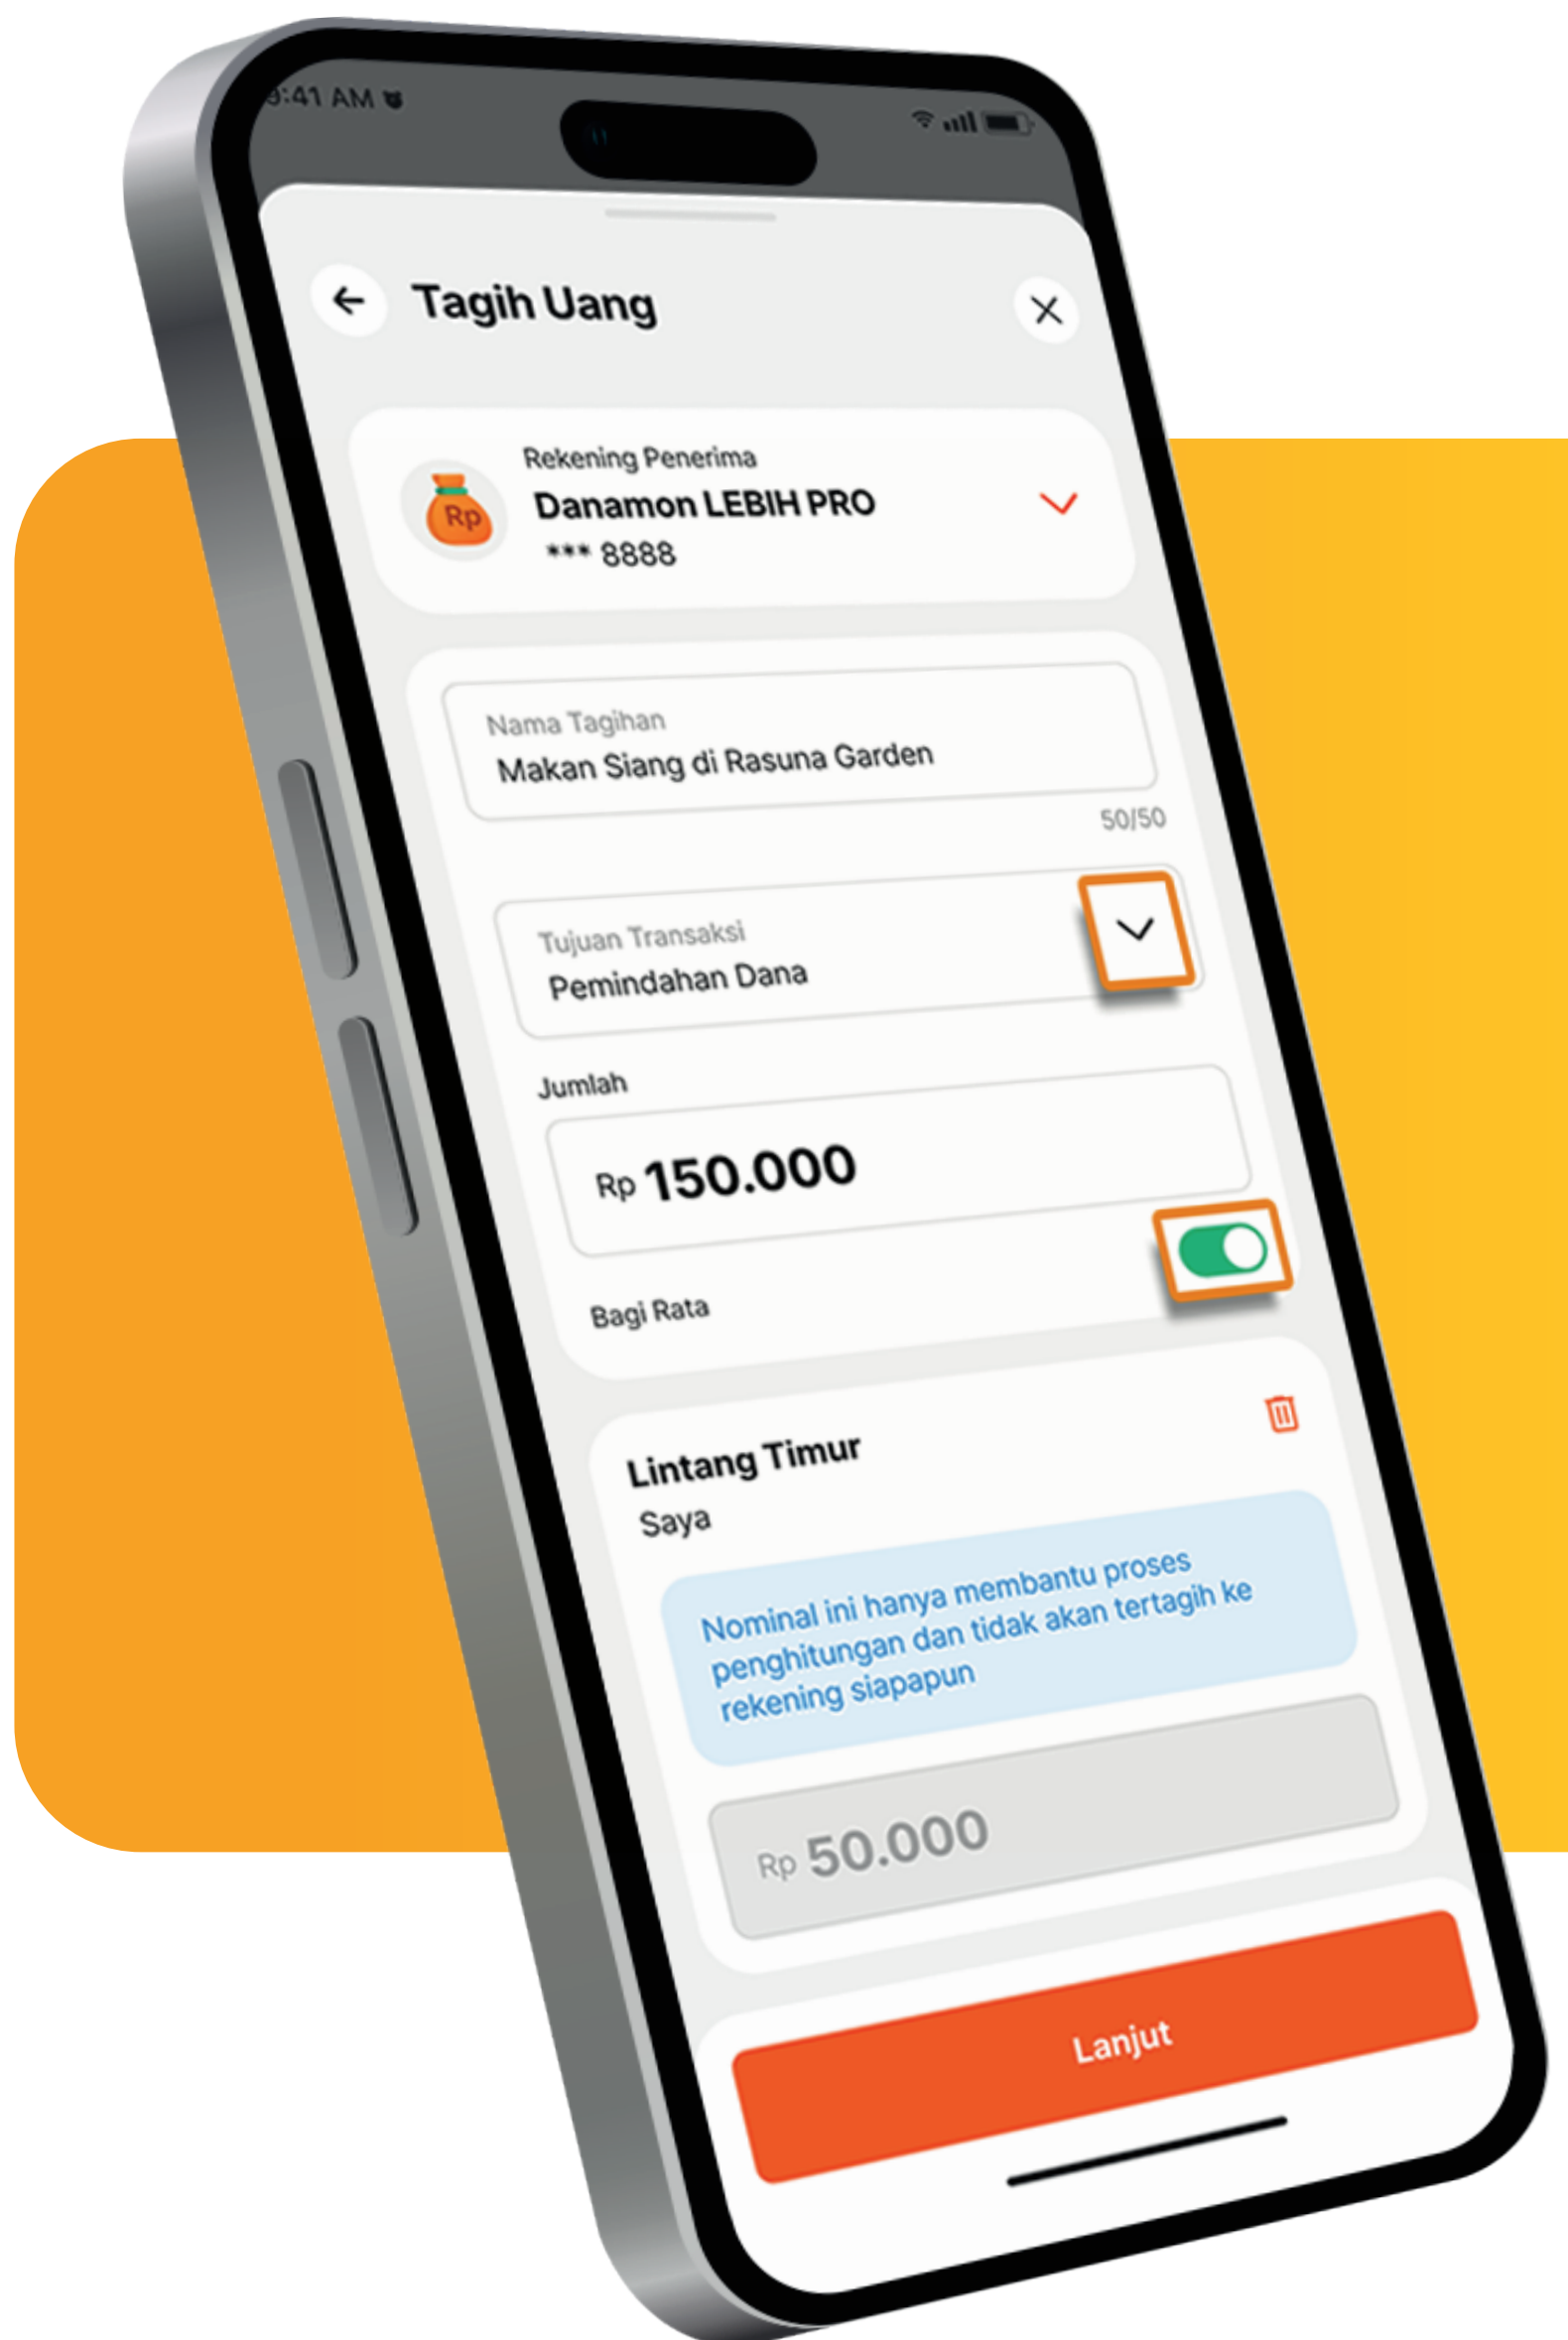 9:41 AM
Tagih Uang
Rekening Penerima
Rp
Danamon LEBIH PRO
*** 8888
Nama Tagihan
Makan Siang di Rasuna Garden
50/50
Tujuan Transaksi
Pemindahan Dana
Jumlah
Rp 150.000
Bagi Rata
Lintang Timur
Saya
Nominal ini hanya membantu proses
penghitungan dan tidak akan tertagih ke
rekening siapapun
Rp 50.000
Lanjut